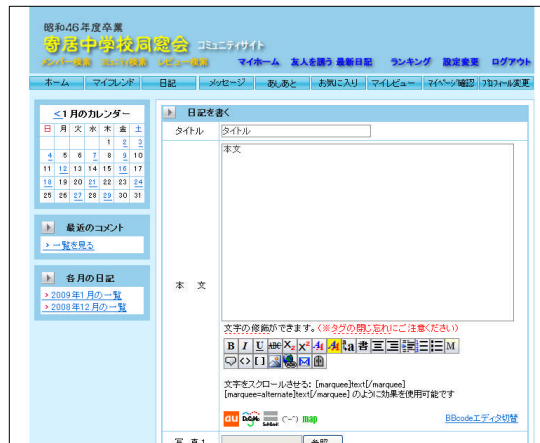 昭和46年度卒業
寄居中学校同窓会 コミュニティサイト
メンバー検索 コミュニティ検索 レビュー検索 マイホーム 友人を誘う 最新日記 ランキング 設定変更 ログアウト
ホーム マイフレンド 日記 メッセージ あしあと お気に入り マイレビュー マイページ確認 プロフィール変更
<1月のカレンダー
日 月 火 水 木 金 土
1 2 3
4 5 6 7 8 9 10
11 12 13 14 15 16 17
18 19 20 21 22 23 24
25 26 27 28 29 30 31
最近のコメント
> 一覧を見る
各月の日記
> 2009年1月の一覧
> 2008年12月の一覧
日記を書く
タイトル タイトル
本 文
本文
文字の修飾ができます。(※タグの閉じ忘れにご注意ください)
B I U ABC X₂ X² A A a 書 M
文字をスクロールさせる: [marquee]text[/marquee]
[marquee=alternate]text[/marquee] のように効果を使用可能です
au DoCoMo SoftBank (^-^) map BBcodeエディタ切替
写 真1 参照...